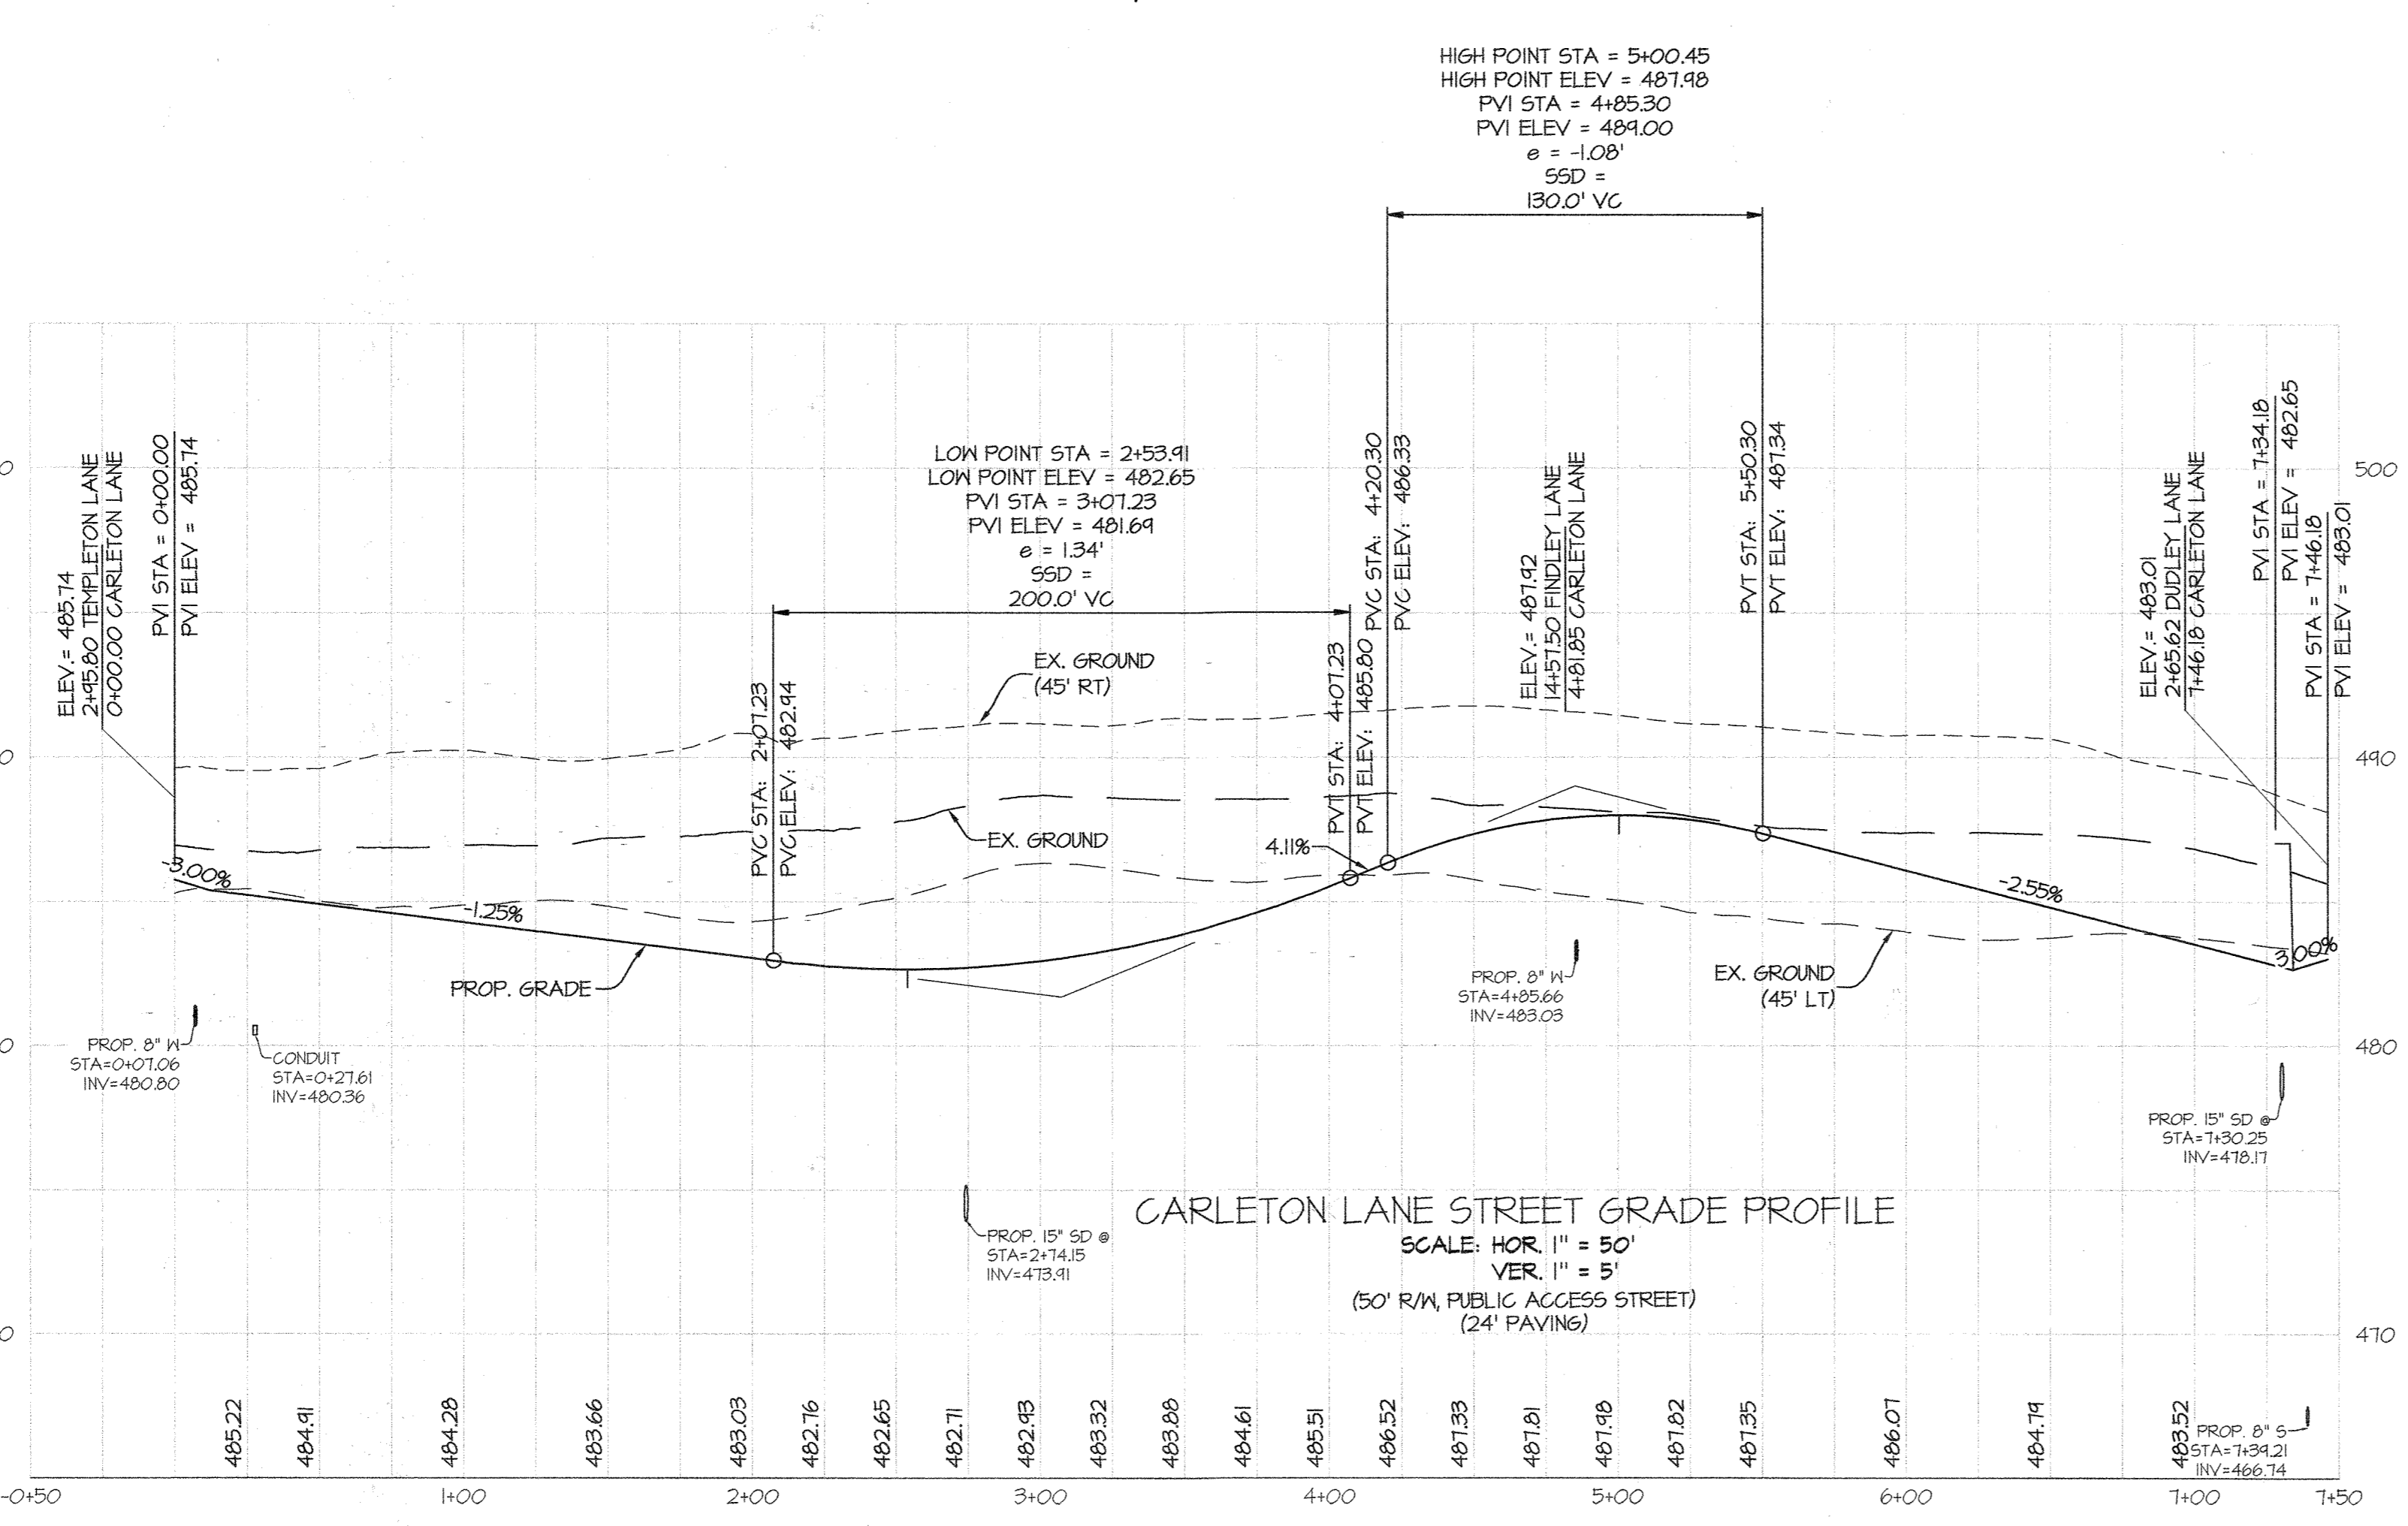 HIGH POINT STA = 5+00.45
HIGH POINT ELEV = 487.98
PVI STA = 4+85.30
PVI ELEV = 489.00
e = -1.08'
SSD =
130.0' VC
LOW POINT STA = 2+53.91
LOW POINT ELEV = 482.65
PVI STA = 3+07.23
PVI ELEV = 481.69
e = 1.34'
SSD =
200.0' VC
ELEV.= 485.74
2+95.80 TEMPLETON LANE
0+00.00 CARLETON LANE
PVI STA = 0+00.00
PVI ELEV = 485.74
PVC STA: 2+07.23
PVC ELEV: 482.94
PVT STA: 4+07.23
PVT ELEV: 485.80
PVC STA: 4+20.30
PVC ELEV: 486.33
ELEV.= 487.92
14+57.50 FINDLEY LANE
4+81.85 CARLETON LANE
PVT STA: 5+50.30
PVT ELEV: 487.34
ELEV.= 483.01
2+65.62 DUDLEY LANE
7+46.18 CARLETON LANE
PVI STA = 7+34.18
PVI ELEV = 482.65
PVI STA = 7+46.18
PVI ELEV = 483.01
0
500
0
490
0
480
0
470
EX. GROUND
(45' RT)
EX. GROUND
EX. GROUND
(45' LT)
-3.00%
-1.25%
4.11%
-2.55%
3.00%
PROP. GRADE
PROP. 8" W
STA=0+07.06
INV=480.80
CONDUIT
STA=0+27.61
INV=480.36
PROP. 15" SD @
STA=2+74.15
INV=473.91
PROP. 8" W
STA=4+85.66
INV=483.03
PROP. 15" SD @
STA=7+30.25
INV=478.17
PROP. 8" S
STA=7+39.21
INV=466.74
CARLETON LANE STREET GRADE PROFILE
SCALE: HOR. 1" = 50'
VER. 1" = 5'
(50' R/W, PUBLIC ACCESS STREET)
(24' PAVING)
485.22
484.91
484.28
483.66
483.03
482.76
482.65
482.71
482.93
483.32
483.88
484.61
485.51
486.52
487.33
487.81
487.98
487.82
487.35
486.07
484.79
483.52
-0+50
1+00
2+00
3+00
4+00
5+00
6+00
7+00
7+50